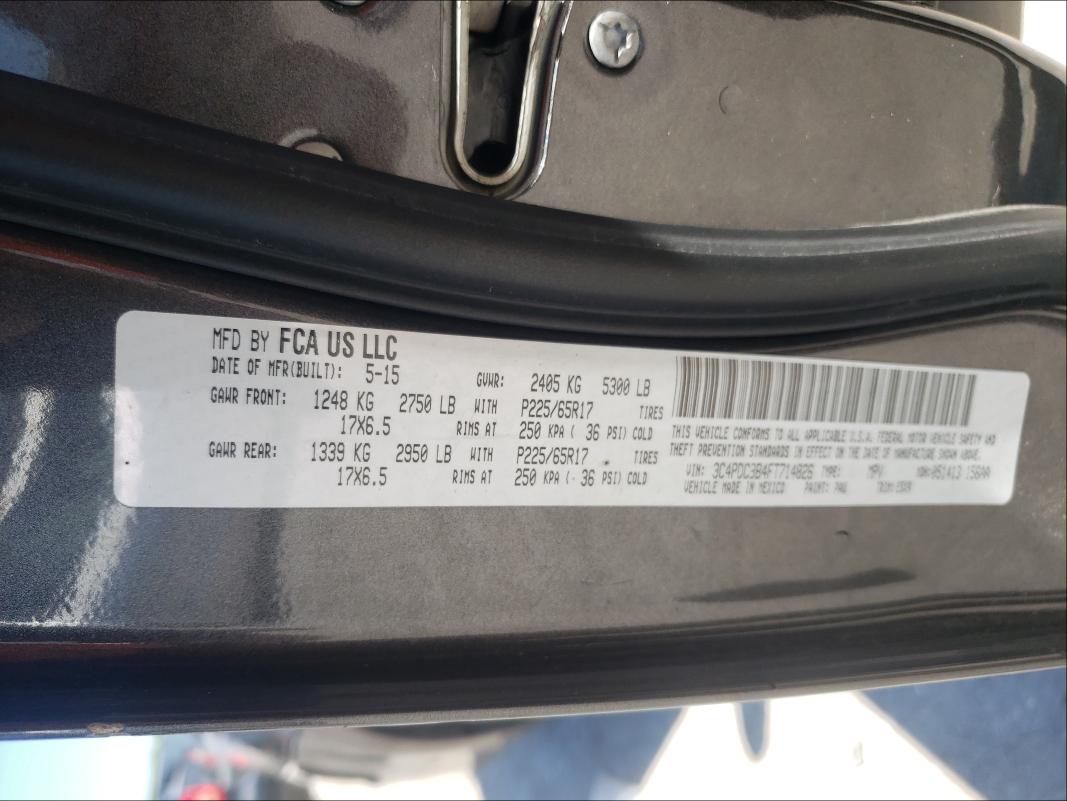 MFD BY FCA US LLC
DATE OF MFR(BUILT): 5-15 GVWR: 2405 KG 5300 LB
GAWR FRONT: 1248 KG 2750 LB WITH P225/65R17 TIRES
17X6.5 RIMS AT 250 KPA ( 36 PSI) COLD
GAWR REAR: 1339 KG 2950 LB WITH P225/65R17 TIRES
17X6.5 RIMS AT 250 KPA ( 36 PSI) COLD
THIS VEHICLE CONFORMS TO ALL APPLICABLE U.S.A. FEDERAL MOTOR VEHICLE SAFETY AND
THEFT PREVENTION STANDARDS IN EFFECT ON THE DATE OF MANUFACTURE SHOWN ABOVE.
VIN: 3C4PDC3B4FT714826 TYPE: MPV
VEHICLE MADE IN MEXICO PAINT: PAU TRIM: